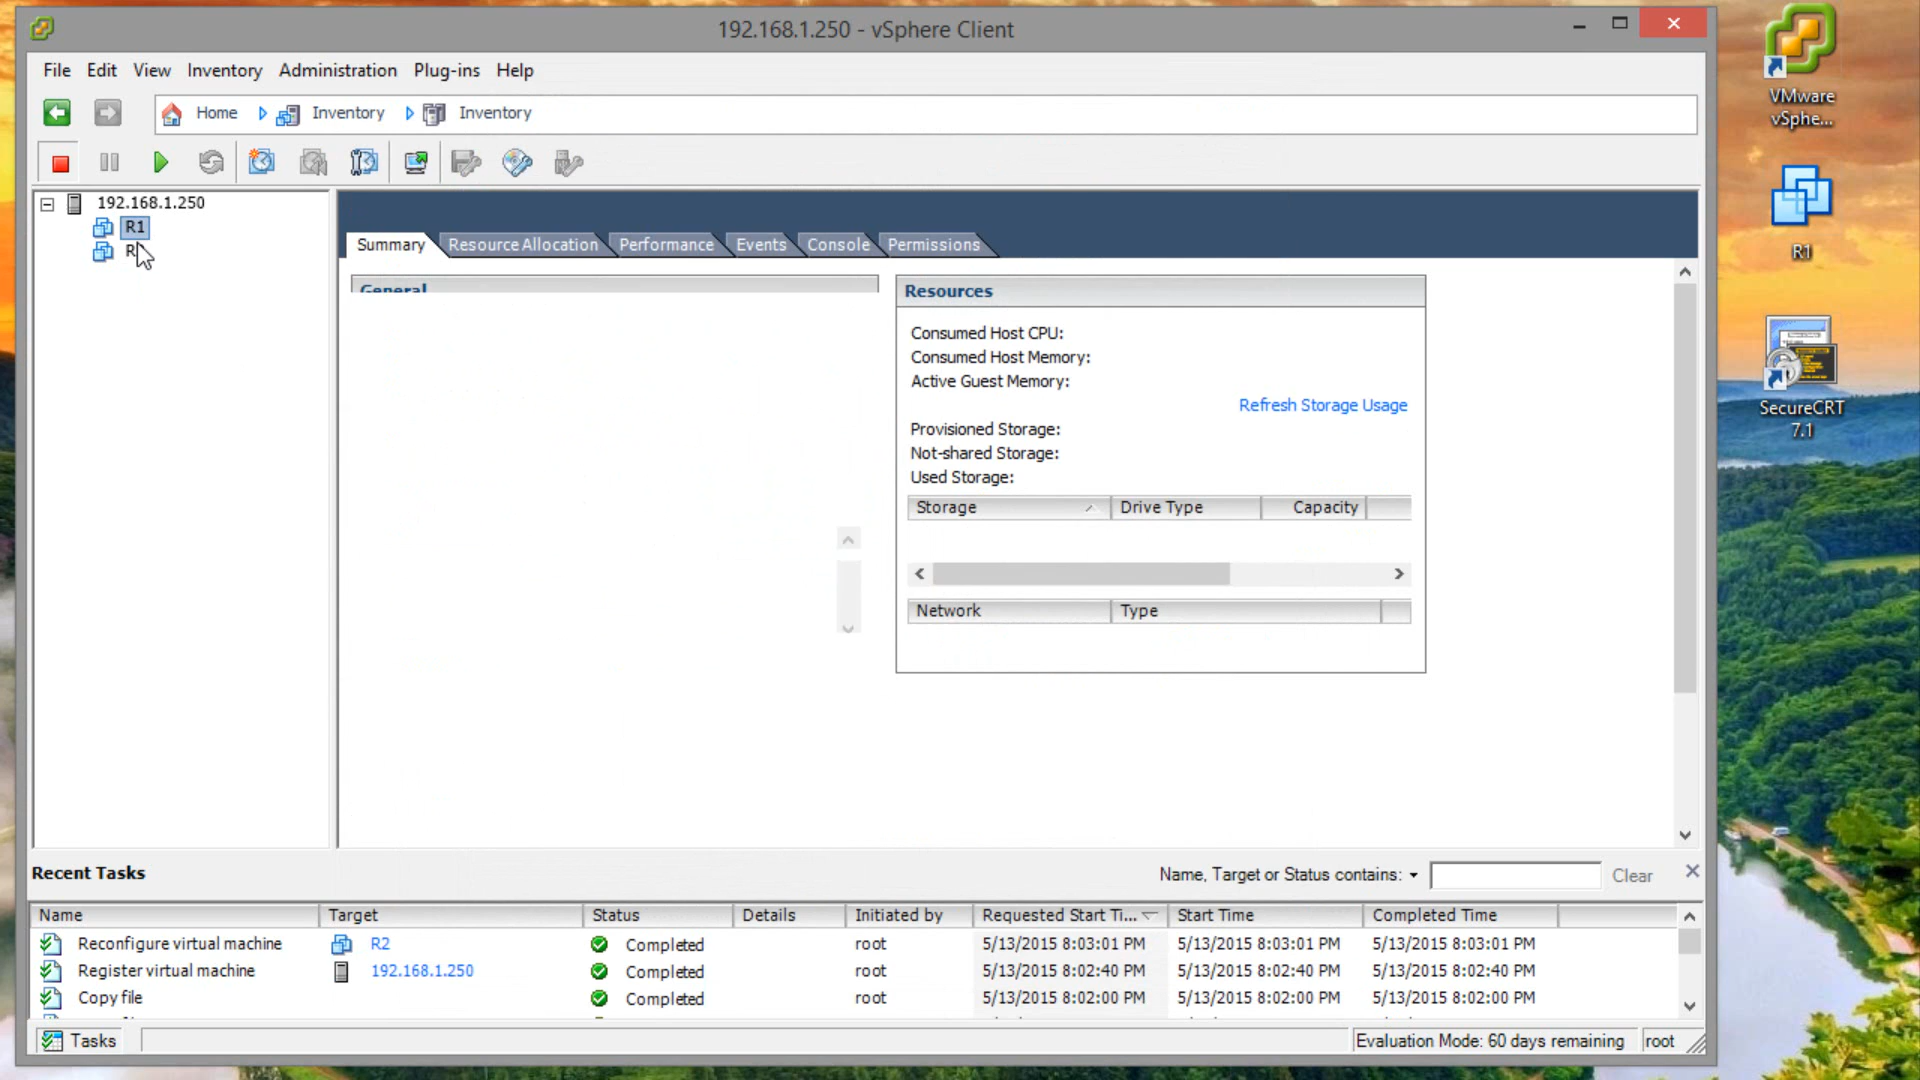 192.168.1.250 - vSphere Client
File Edit View Inventory Administration Plug-ins Help
Home Inventory Inventory
192.168.1.250
R1
R
Summary Resource Allocation Performance Events Console Permissions
General
Resources
Consumed Host CPU:
Consumed Host Memory:
Active Guest Memory:
Refresh Storage Usage
Provisioned Storage:
Not-shared Storage:
Used Storage:
Storage Drive Type Capacity
Network Type
Recent Tasks
Name, Target or Status contains: Clear
Name Target Status Details Initiated by Requested Start Ti... Start Time Completed Time
Reconfigure virtual machine R2 Completed root 5/13/2015 8:03:01 PM 5/13/2015 8:03:01 PM 5/13/2015 8:03:01 PM
Register virtual machine 192.168.1.250 Completed root 5/13/2015 8:02:40 PM 5/13/2015 8:02:40 PM 5/13/2015 8:02:40 PM
Copy file Completed root 5/13/2015 8:02:00 PM 5/13/2015 8:02:00 PM 5/13/2015 8:02:00 PM
Tasks Evaluation Mode: 60 days remaining root
VMware
vSphe...
R1
SecureCRT
7.1